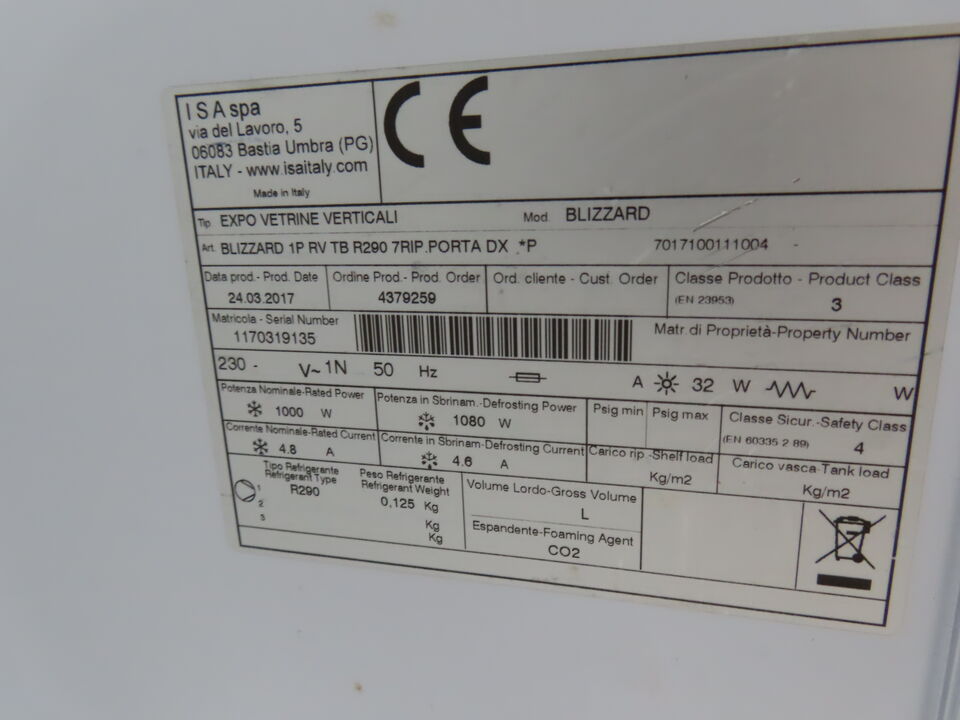 ISA spa
via del Lavoro, 5
06083 Bastia Umbra (PG)
ITALY - www.isaitaly.com
Made in Italy
CE
Tip. EXPO VETRINE VERTICALI Mod. BLIZZARD
Art. BLIZZARD 1P RV TB R290 7RIP.PORTA DX .*P 7017100111004 -
Data prod.- Prod. Date Ordine Prod.- Prod. Order Ord. cliente - Cust. Order Classe Prodotto - Product Class
24.03.2017 4379259 (EN 23953) 3
Matricola - Serial Number Matr di Proprietà-Property Number
1170319135
230 - V~ 1N 50 Hz A 32 W W
Potenza Nominale-Rated Power Potenza in Sbrinam.-Defrosting Power Psig min Psig max Classe Sicur.-Safety Class
1000 W 1080 W (EN 60335 2 89) 4
Corrente Nominale-Rated Current Corrente in Sbrinam-Defrosting Current Carico rip.-Shelf load Carico vasca-Tank load
4.8 A 4.6 A Kg/m2 Kg/m2
Tipo Refrigerante Peso Refrigerante Volume Lordo-Gross Volume
Refrigerant Type Refrigerant Weight L
1 R290 0,125 Kg Espandente-Foaming Agent
2 Kg CO2
3 Kg